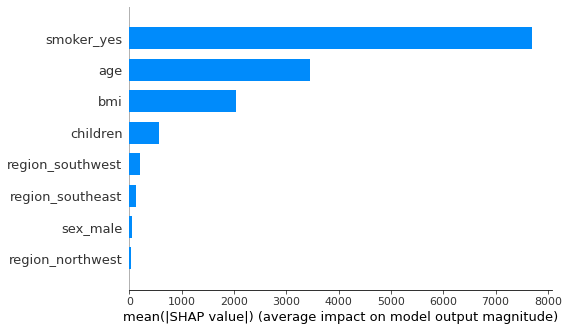 smoker_yes
age
bmi
children
region_southwest
region_southeast
sex_male
region_northwest
0 1000 2000 3000 4000 5000 6000 7000 8000
mean(|SHAP value|) (average impact on model output magnitude)